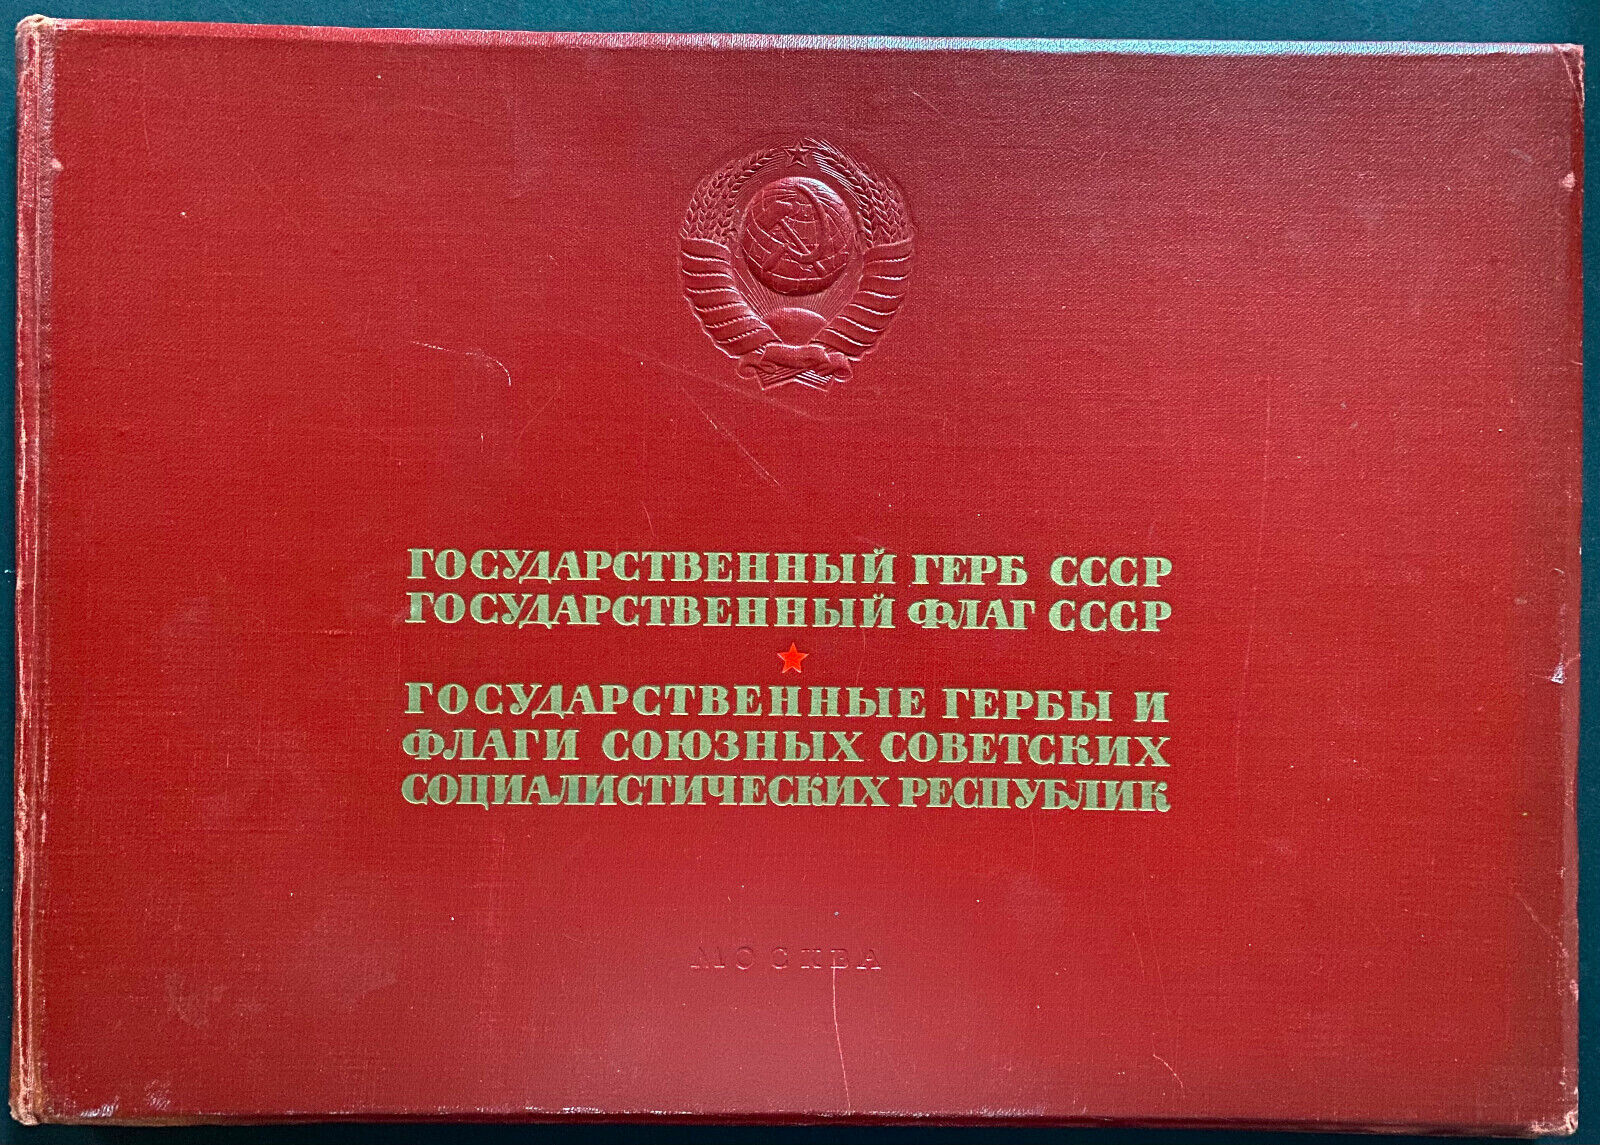 ГОСУДАРСТВЕННЫЙ ГЕРБ СССР
ГОСУДАРСТВЕННЫЙ ФЛАГ СССР
ГОСУДАРСТВЕННЫЕ ГЕРБЫ И
ФЛАГИ СОЮЗНЫХ СОВЕТСКИХ
СОЦИАЛИСТИЧЕСКИХ РЕСПУБЛИК
МОСКВА